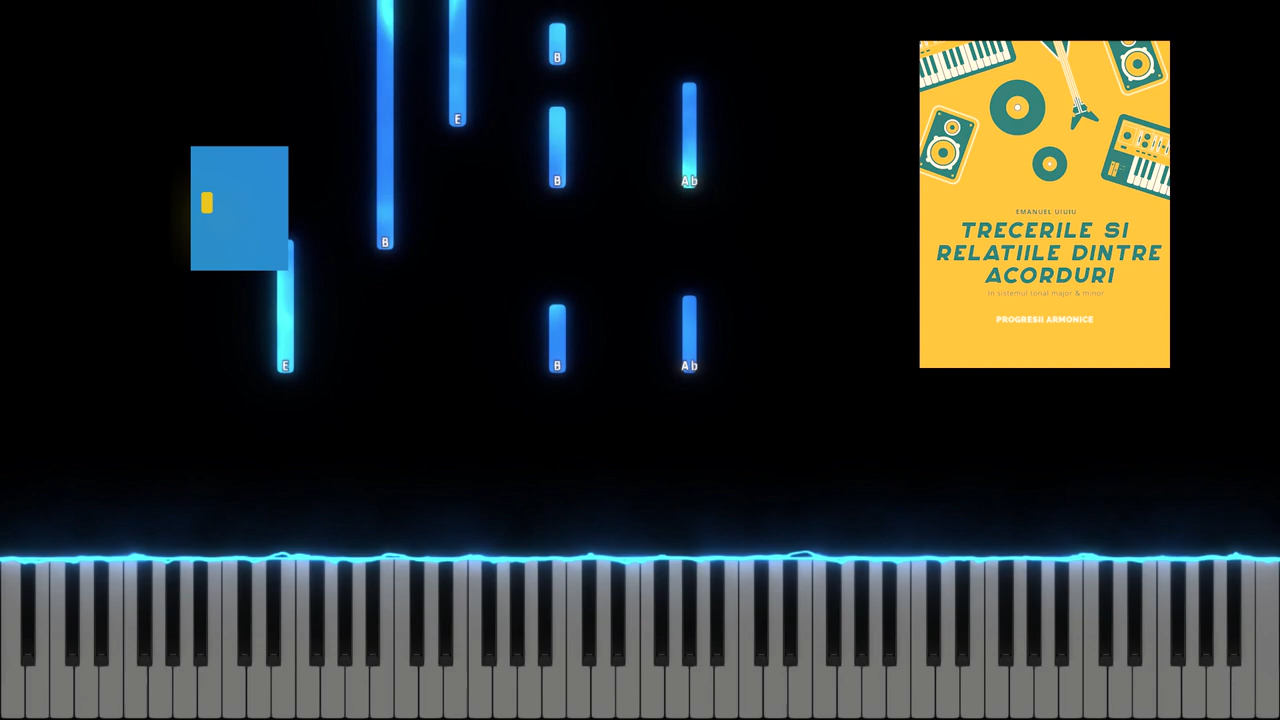 B
E
B
B
Ab
B
E
B
Ab
EMANUEL UIUIU
TRECERILE SI
RELATIILE DINTRE
ACORDURI
in sistemul tonal major & minor
PROGRESII ARMONICE